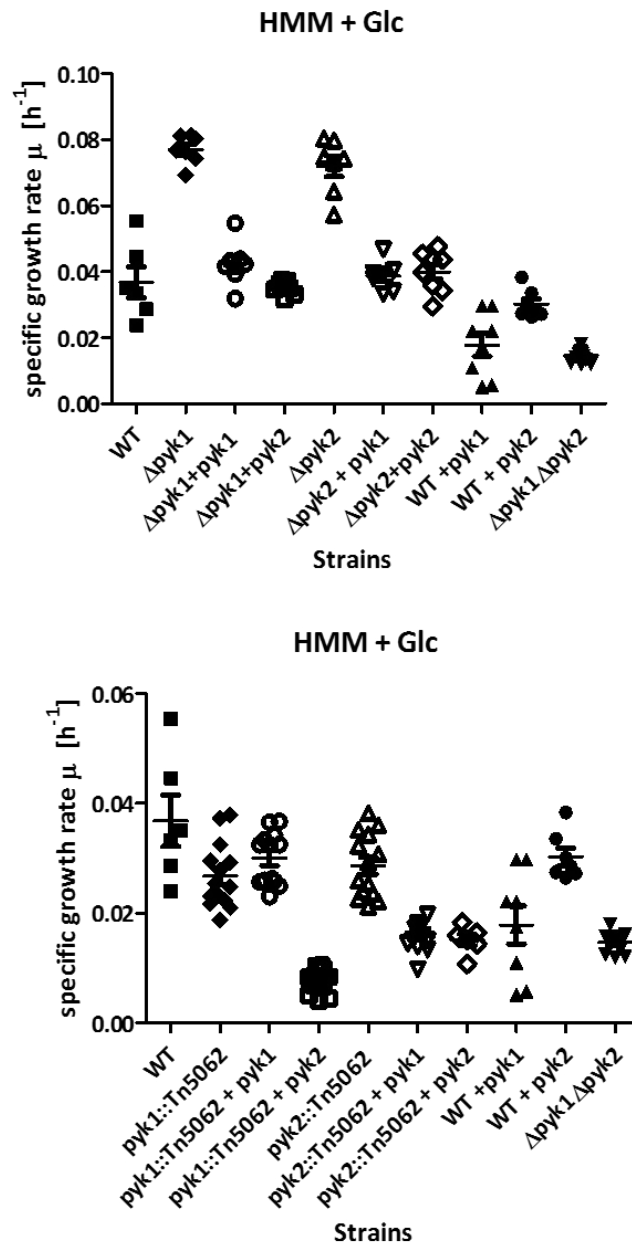 HMM + Glc
specific growth rate μ [h⁻¹]
0.10
0.08
0.06
0.04
0.02
0.00
WT
Δpyk1
Δpyk1+pyk1
Δpyk1+pyk2
Δpyk2
Δpyk2 + pyk1
Δpyk2+pyk2
WT +pyk1
WT + pyk2
Δpyk1 Δpyk2
Strains
HMM + Glc
specific growth rate μ [h⁻¹]
0.06
0.04
0.02
0.00
WT
pyk1::Tn5062
pyk1::Tn5062 + pyk1
pyk1::Tn5062 + pyk2
pyk2::Tn5062
pyk2::Tn5062 + pyk1
pyk2::Tn5062 + pyk2
WT +pyk1
WT + pyk2
Δpyk1 Δpyk2
Strains